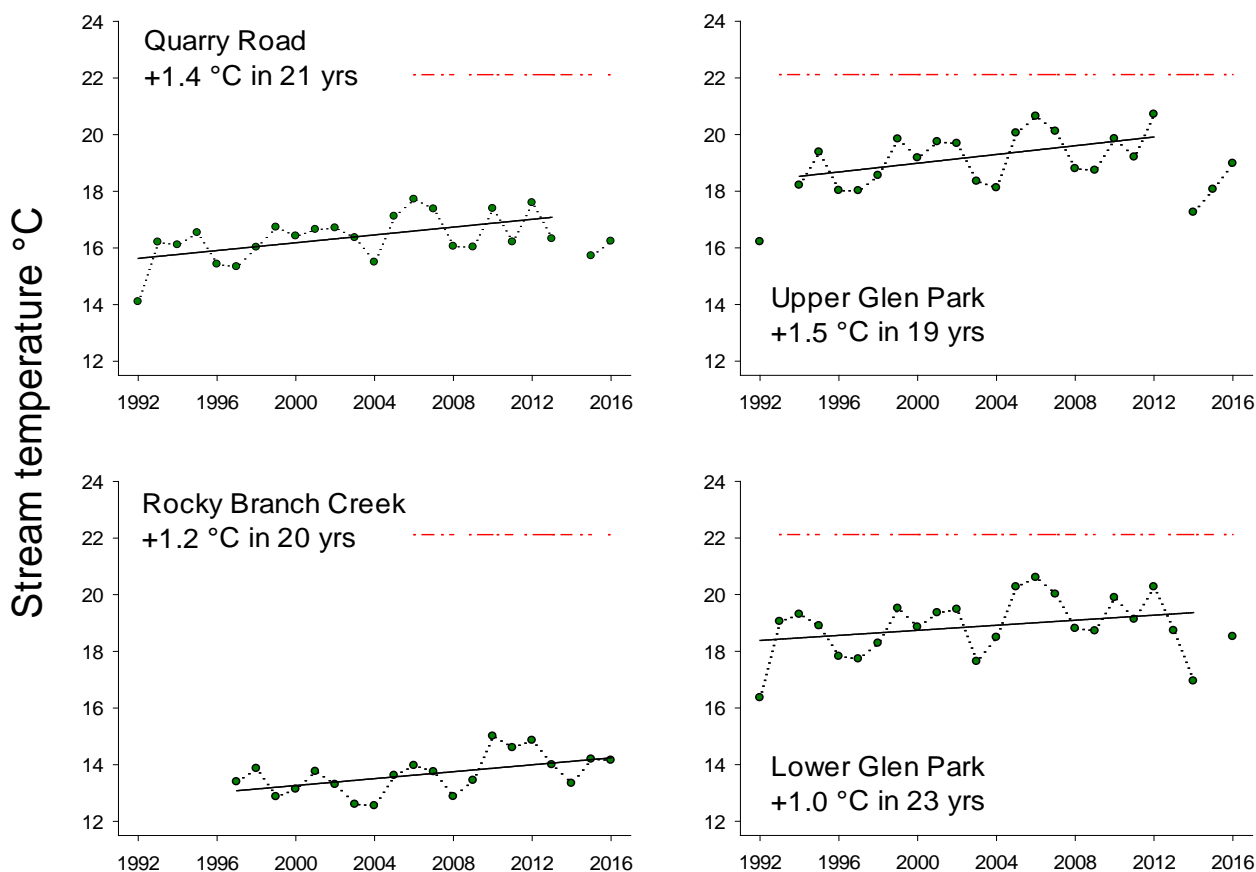 Stream temperature °C
24
22
20
18
16
14
12
Quarry Road
+1.4 °C in 21 yrs
1992 1996 2000 2004 2008 2012 2016
24
22
20
18
16
14
12
Upper Glen Park
+1.5 °C in 19 yrs
1992 1996 2000 2004 2008 2012 2016
24
22
20
18
16
14
12
Rocky Branch Creek
+1.2 °C in 20 yrs
1992 1996 2000 2004 2008 2012 2016
24
22
20
18
16
14
12
Lower Glen Park
+1.0 °C in 23 yrs
1992 1996 2000 2004 2008 2012 2016